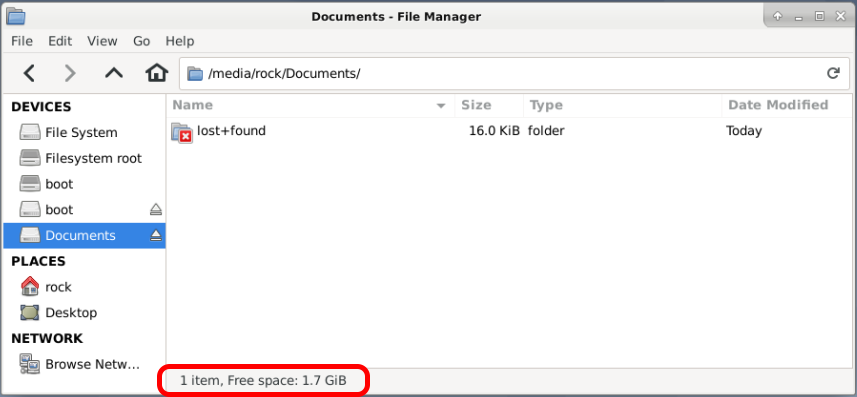 Documents - File Manager
File Edit View Go Help
/media/rock/Documents/
DEVICES
File System
Filesystem root
boot
boot
Documents
PLACES
rock
Desktop
NETWORK
Browse Netw...
Name Size Type Date Modified
lost+found 16.0 KiB folder Today
1 item, Free space: 1.7 GiB